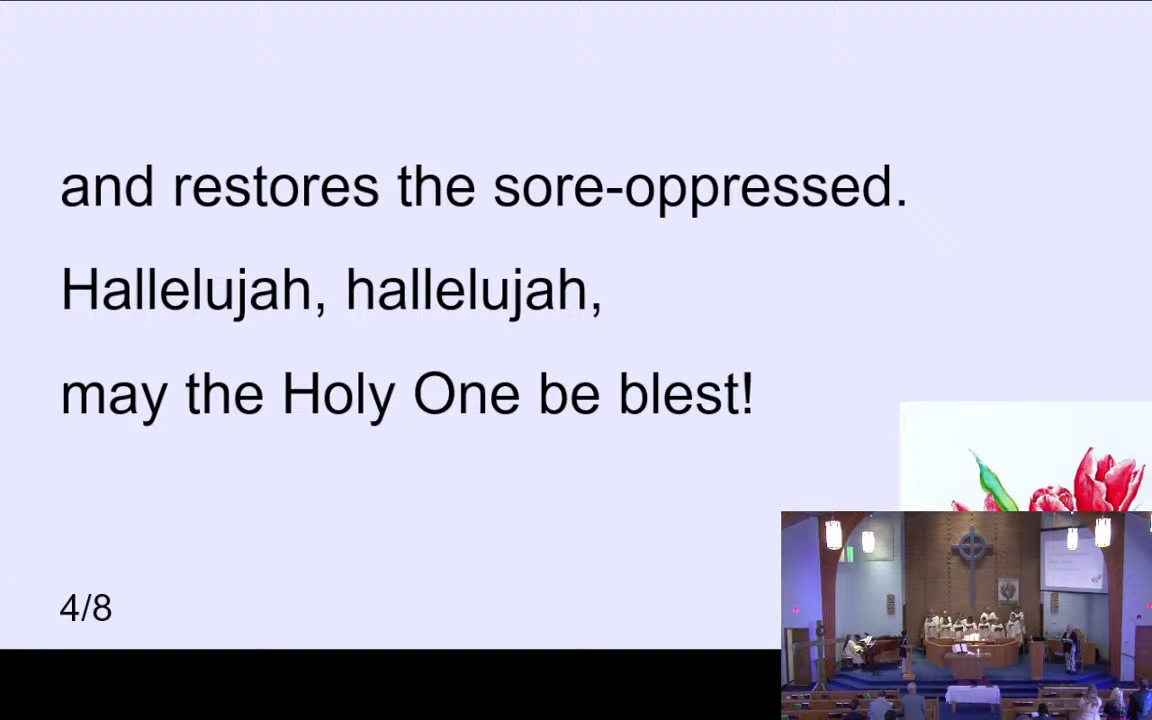 and restores the sore-oppressed.
Hallelujah, hallelujah,
may the Holy One be blest!
4/8